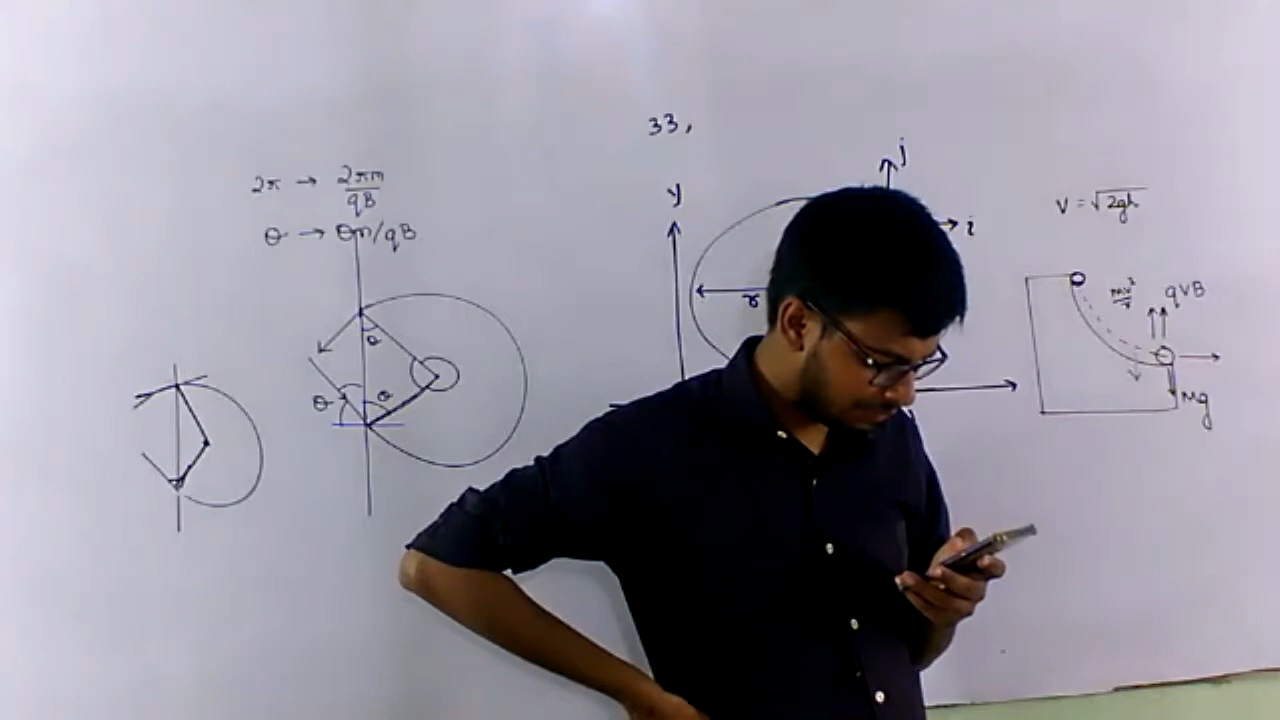 33,
2π → 2πm/qB
θ → θm/qB
θ
θ
θ
y
j
i
r
V = √2gh
mv²/r
qVB
mg